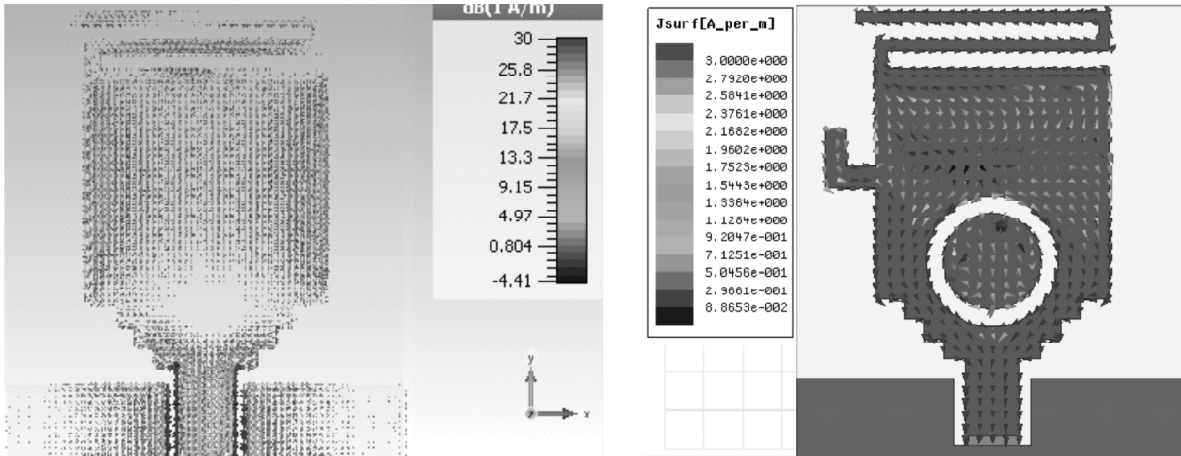 dB(1 A/m)
30
25.8
21.7
17.5
13.3
9.15
4.97
0.804
-4.41
y
x
Jsurf[A_per_m]
3.0000e+000
2.7920e+000
2.5841e+000
2.3761e+000
2.1682e+000
1.9602e+000
1.7523e+000
1.5443e+000
1.3364e+000
1.1284e+000
9.2047e-001
7.1251e-001
5.0456e-001
2.9661e-001
8.8653e-002